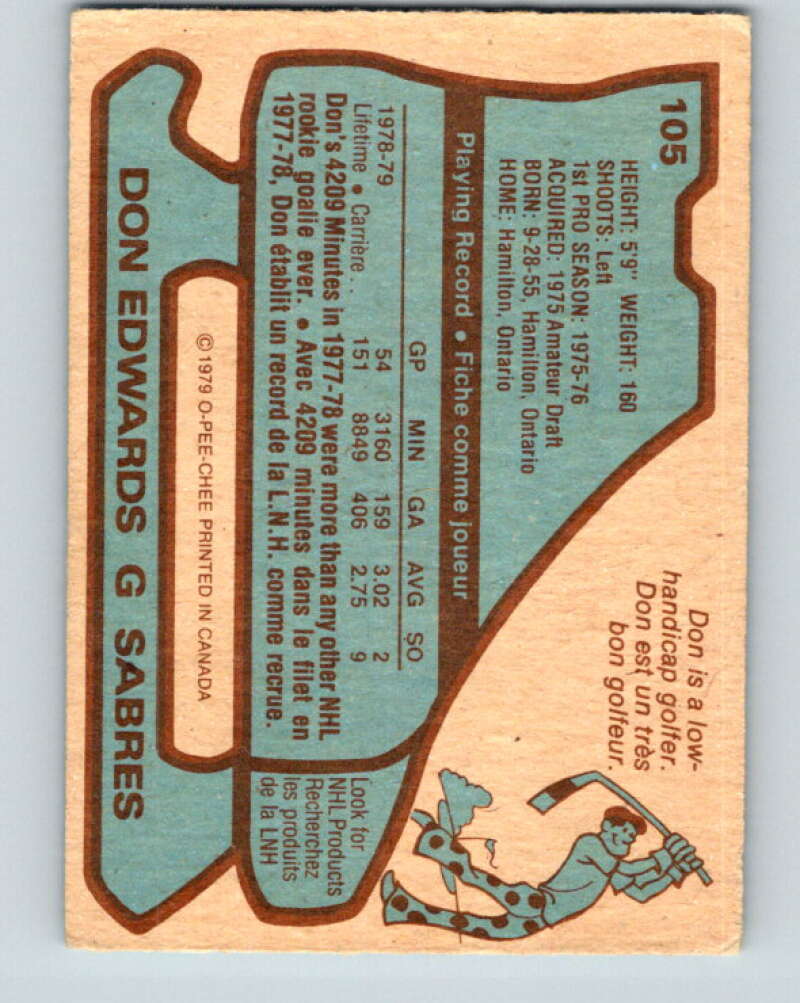 105
HEIGHT: 5'9" WEIGHT: 160
SHOOTS: Left
1st PRO SEASON: 1975-76
ACQUIRED: 1975 Amateur Draft
BORN: 9-28-55, Hamilton, Ontario
HOME: Hamilton, Ontario
Don is a low-
handicap golfer.
Don est un très
bon golfeur.
Playing Record • Fiche comme joueur
GP MIN GA AVG SO
1978-79 54 3160 159 3.02 2
Lifetime • Carrière .. 151 8849 406 2.75 9
Don's 4209 Minutes in 1977-78 were more than any other NHL
rookie goalie ever. • Avec 4209 minutes dans le filet en
1977-78, Don établit un record de la L.N.H. comme recrue.
Look for
NHL Products
Recherchez
les produits
de la LNH
© 1979 O-PEE-CHEE PRINTED IN CANADA
DON EDWARDS G SABRES